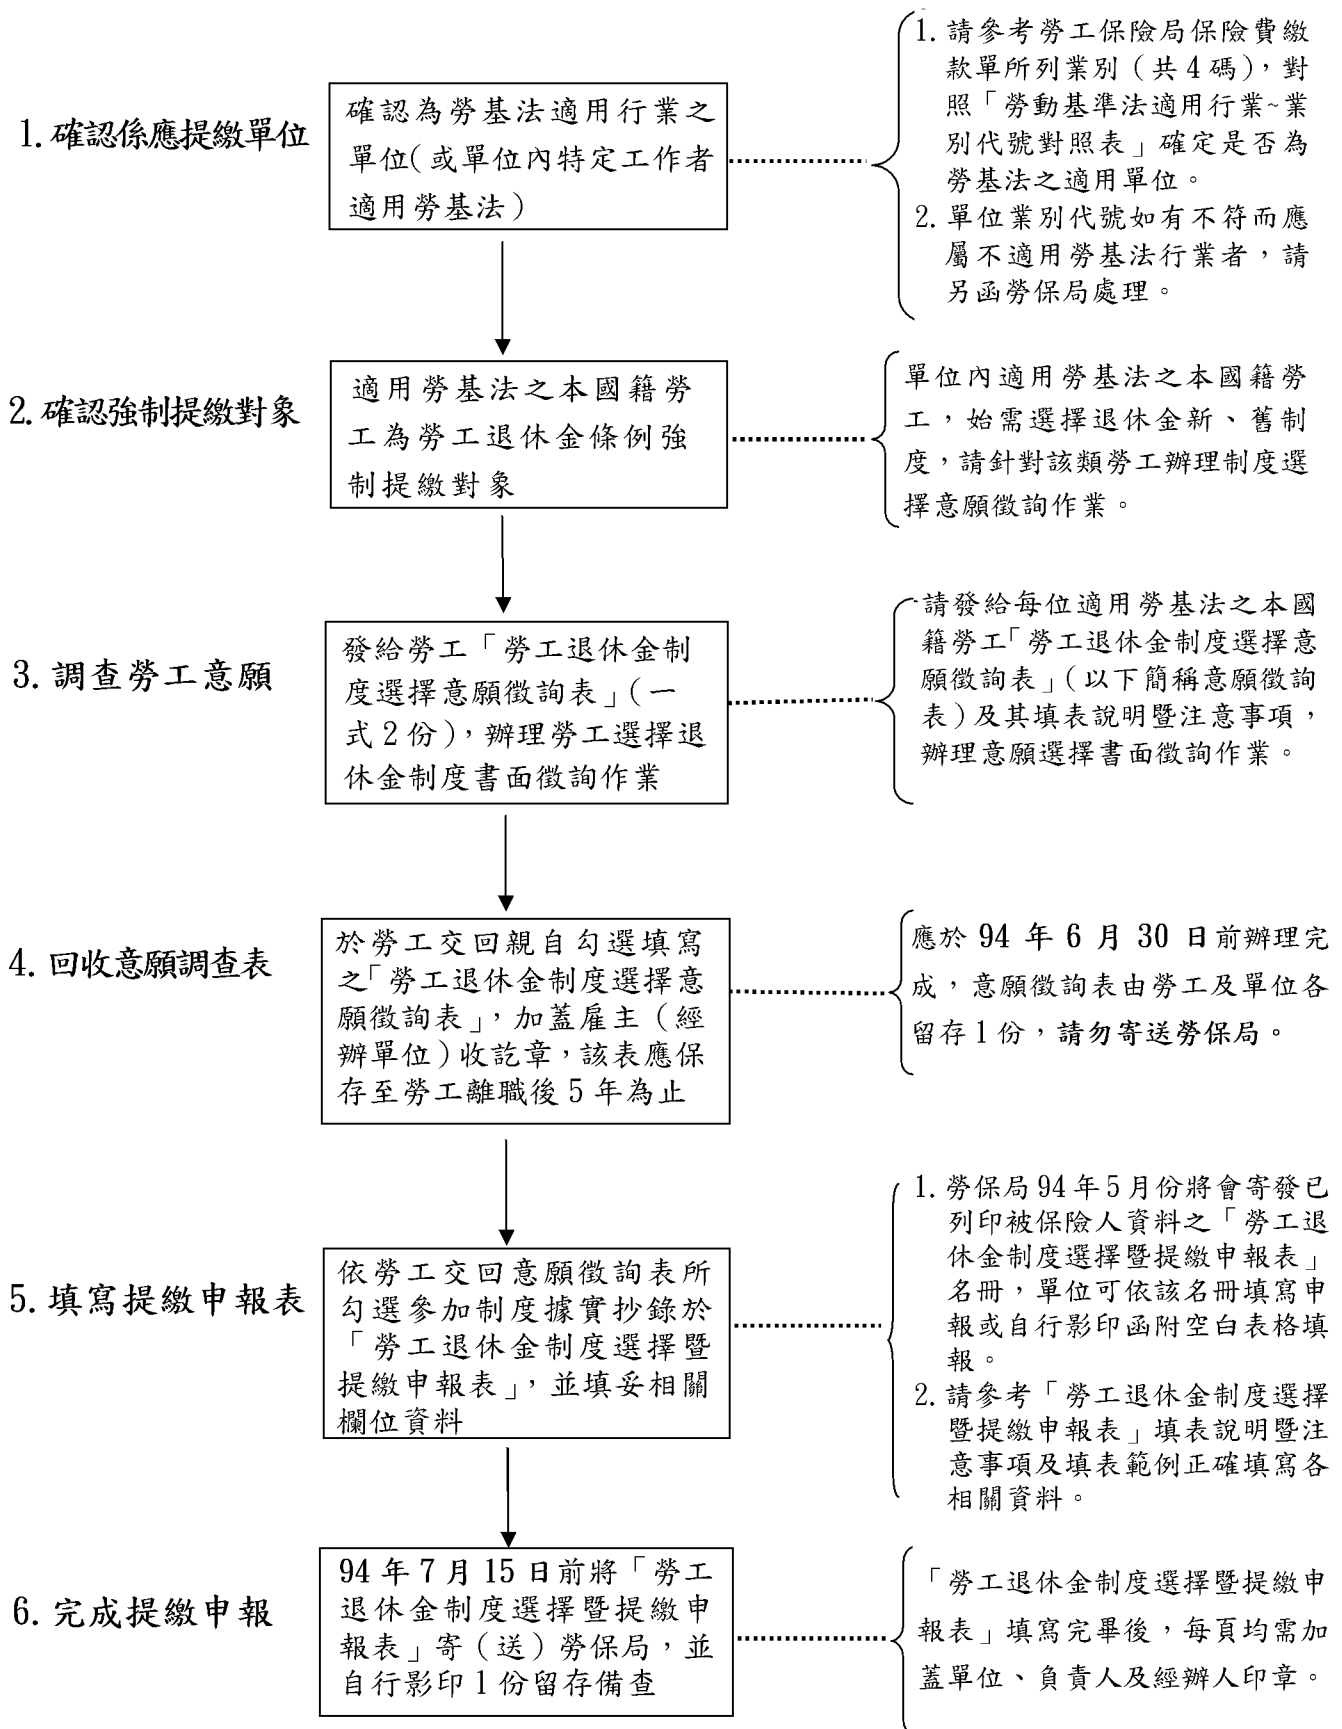 1. 確認係應提繳單位
確認為勞基法適用行業之
單位(或單位內特定工作者
適用勞基法)
1. 請參考勞工保險局保險費繳
款單所列業別（共4碼），對
照「勞動基準法適用行業~業
別代號對照表」確定是否為
勞基法之適用單位。
2. 單位業別代號如有不符而應
屬不適用勞基法行業者，請
另函勞保局處理。
2. 確認強制提繳對象
適用勞基法之本國籍勞
工為勞工退休金條例強
制提繳對象
單位內適用勞基法之本國籍勞
工，始需選擇退休金新、舊制
度，請針對該類勞工辦理制度選
擇意願徵詢作業。
3. 調查勞工意願
發給勞工「勞工退休金制
度選擇意願徵詢表」(一
式2份)，辦理勞工選擇退
休金制度書面徵詢作業
請發給每位適用勞基法之本國
籍勞工「勞工退休金制度選擇意
願徵詢表」(以下簡稱意願徵詢
表)及其填表說明暨注意事項，
辦理意願選擇書面徵詢作業。
4. 回收意願調查表
於勞工交回親自勾選填寫
之「勞工退休金制度選擇意
願徵詢表」，加蓋雇主（經
辦單位）收訖章，該表應保
存至勞工離職後5年為止
應於 94 年 6 月 30 日前辦理完
成，意願徵詢表由勞工及單位各
留存1份，請勿寄送勞保局。
5. 填寫提繳申報表
依勞工交回意願徵詢表所
勾選參加制度據實抄錄於
「勞工退休金制度選擇暨
提繳申報表」，並填妥相關
欄位資料
1. 勞保局94年5月份將會寄發已
列印被保險人資料之「勞工退
休金制度選擇暨提繳申報表」
名冊，單位可依該名冊填寫申
報或自行影印函附空白表格填
報。
2. 請參考「勞工退休金制度選擇
暨提繳申報表」填表說明暨注
意事項及填表範例正確填寫各
相關資料。
6. 完成提繳申報
94 年 7 月 15 日前將「勞工
退休金制度選擇暨提繳申
報表」寄（送）勞保局，並
自行影印1份留存備查
「勞工退休金制度選擇暨提繳申
報表」填寫完畢後，每頁均需加
蓋單位、負責人及經辦人印章。